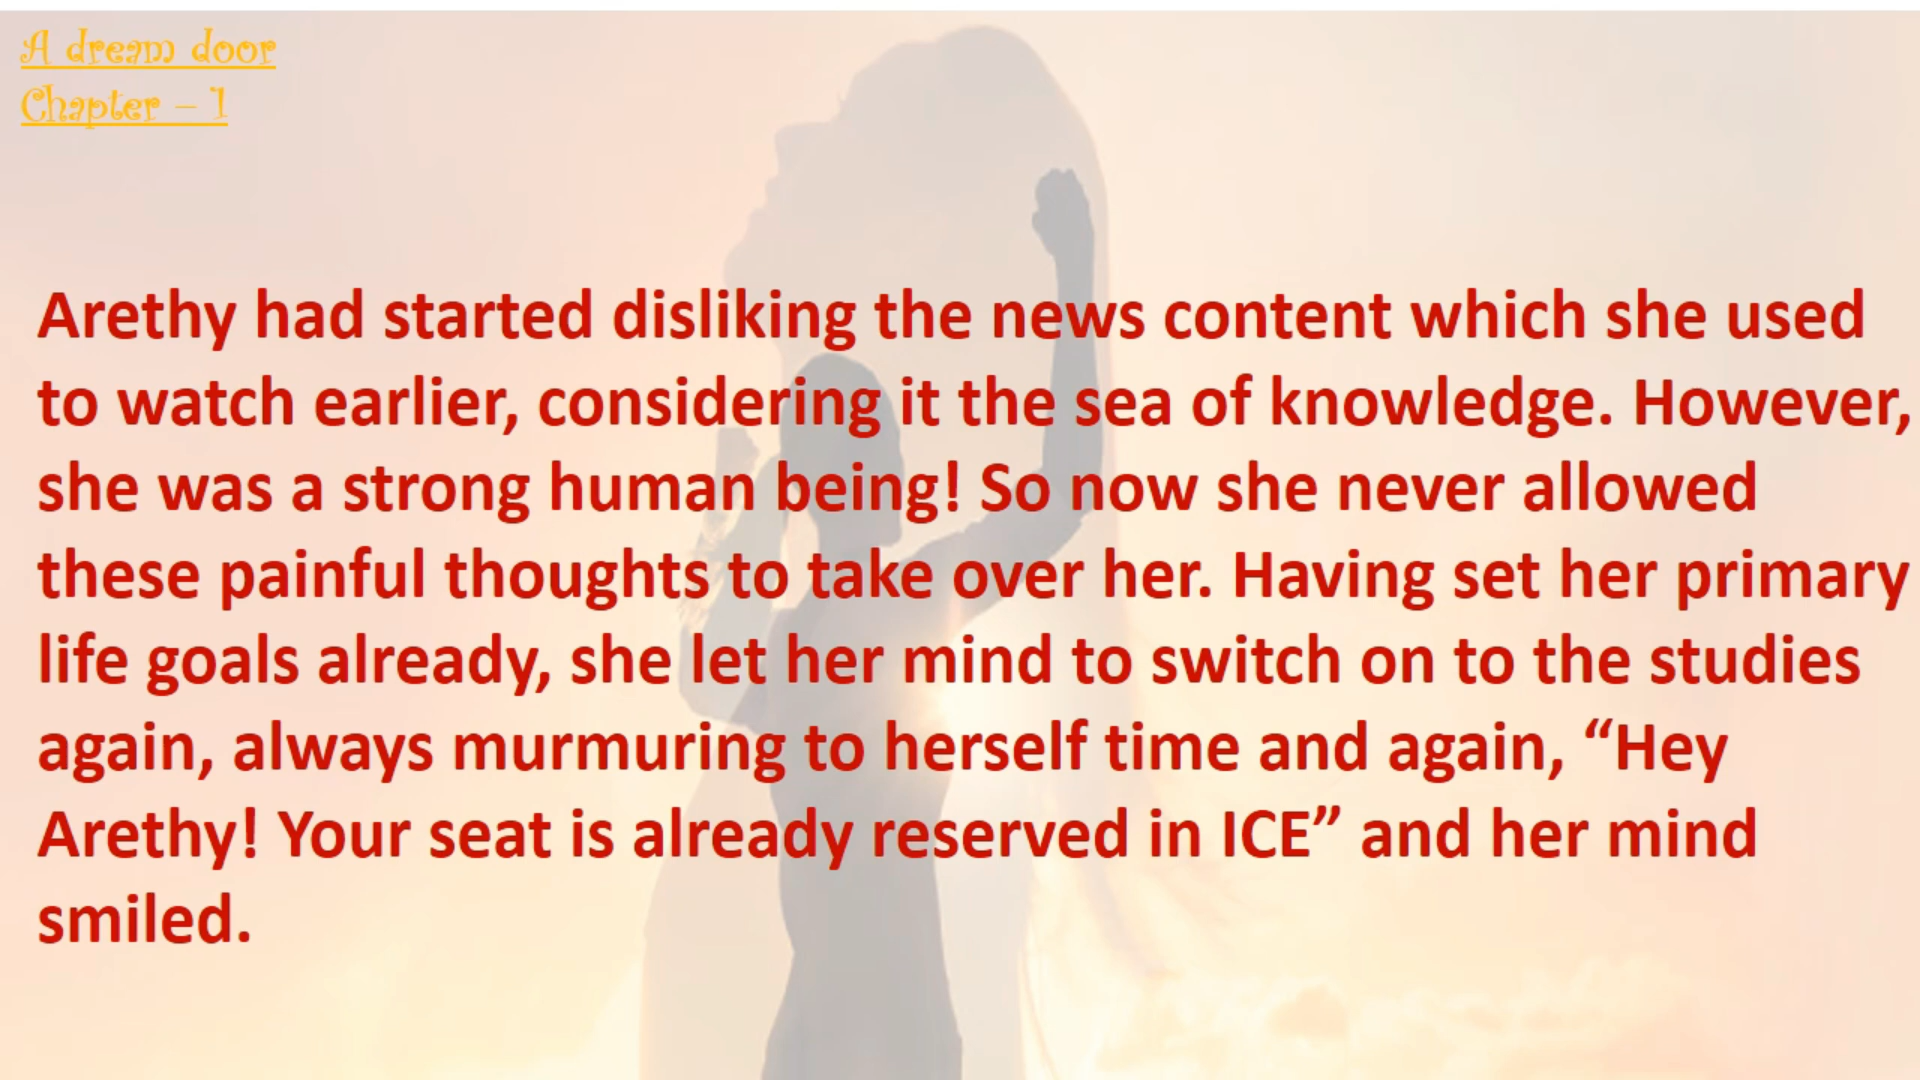 A dream door
Chapter – 1
Arethy had started disliking the news content which she used
to watch earlier, considering it the sea of knowledge. However,
she was a strong human being! So now she never allowed
these painful thoughts to take over her. Having set her primary
life goals already, she let her mind to switch on to the studies
again, always murmuring to herself time and again, “Hey
Arethy! Your seat is already reserved in ICE” and her mind
smiled.